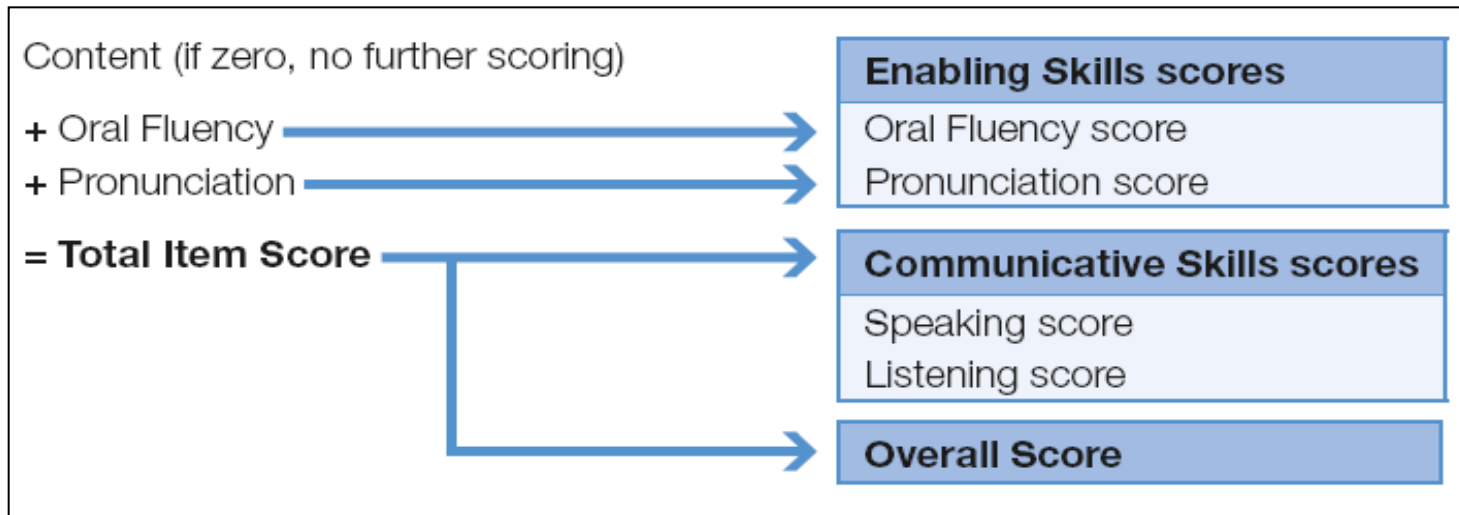 Content (if zero, no further scoring)
+ Oral Fluency
+ Pronunciation
= Total Item Score
Enabling Skills scores
Oral Fluency score
Pronunciation score
Communicative Skills scores
Speaking score
Listening score
Overall Score